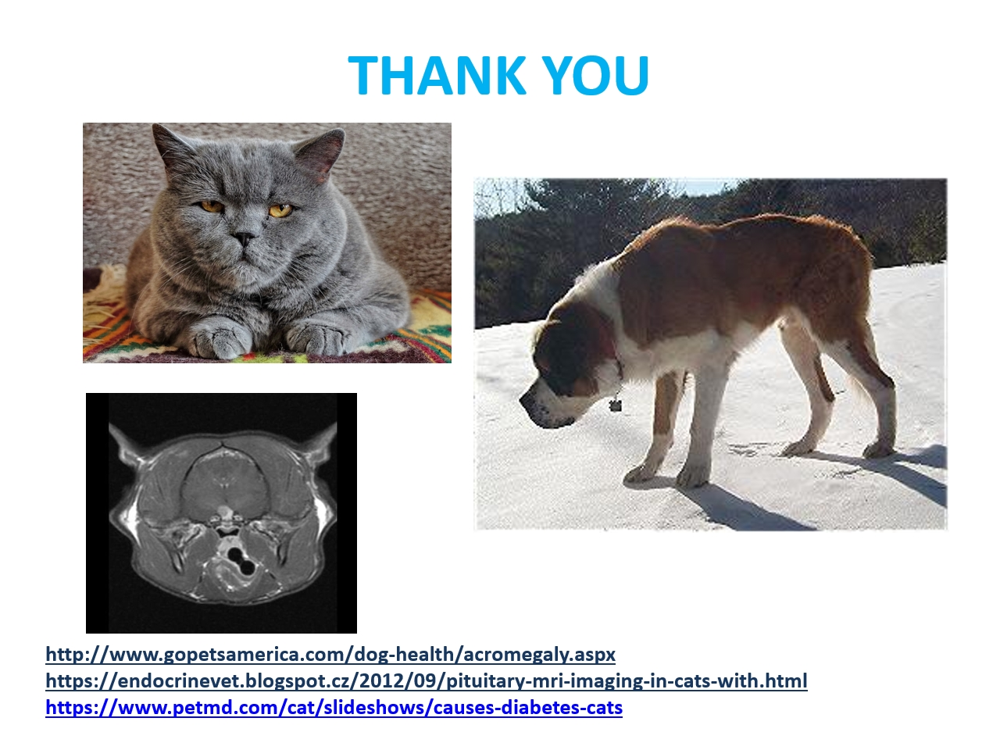 THANK YOU
http://www.gopetsamerica.com/dog-health/acromegaly.aspx
https://endocrinevet.blogspot.cz/2012/09/pituitary-mri-imaging-in-cats-with.html
https://www.petmd.com/cat/slideshows/causes-diabetes-cats